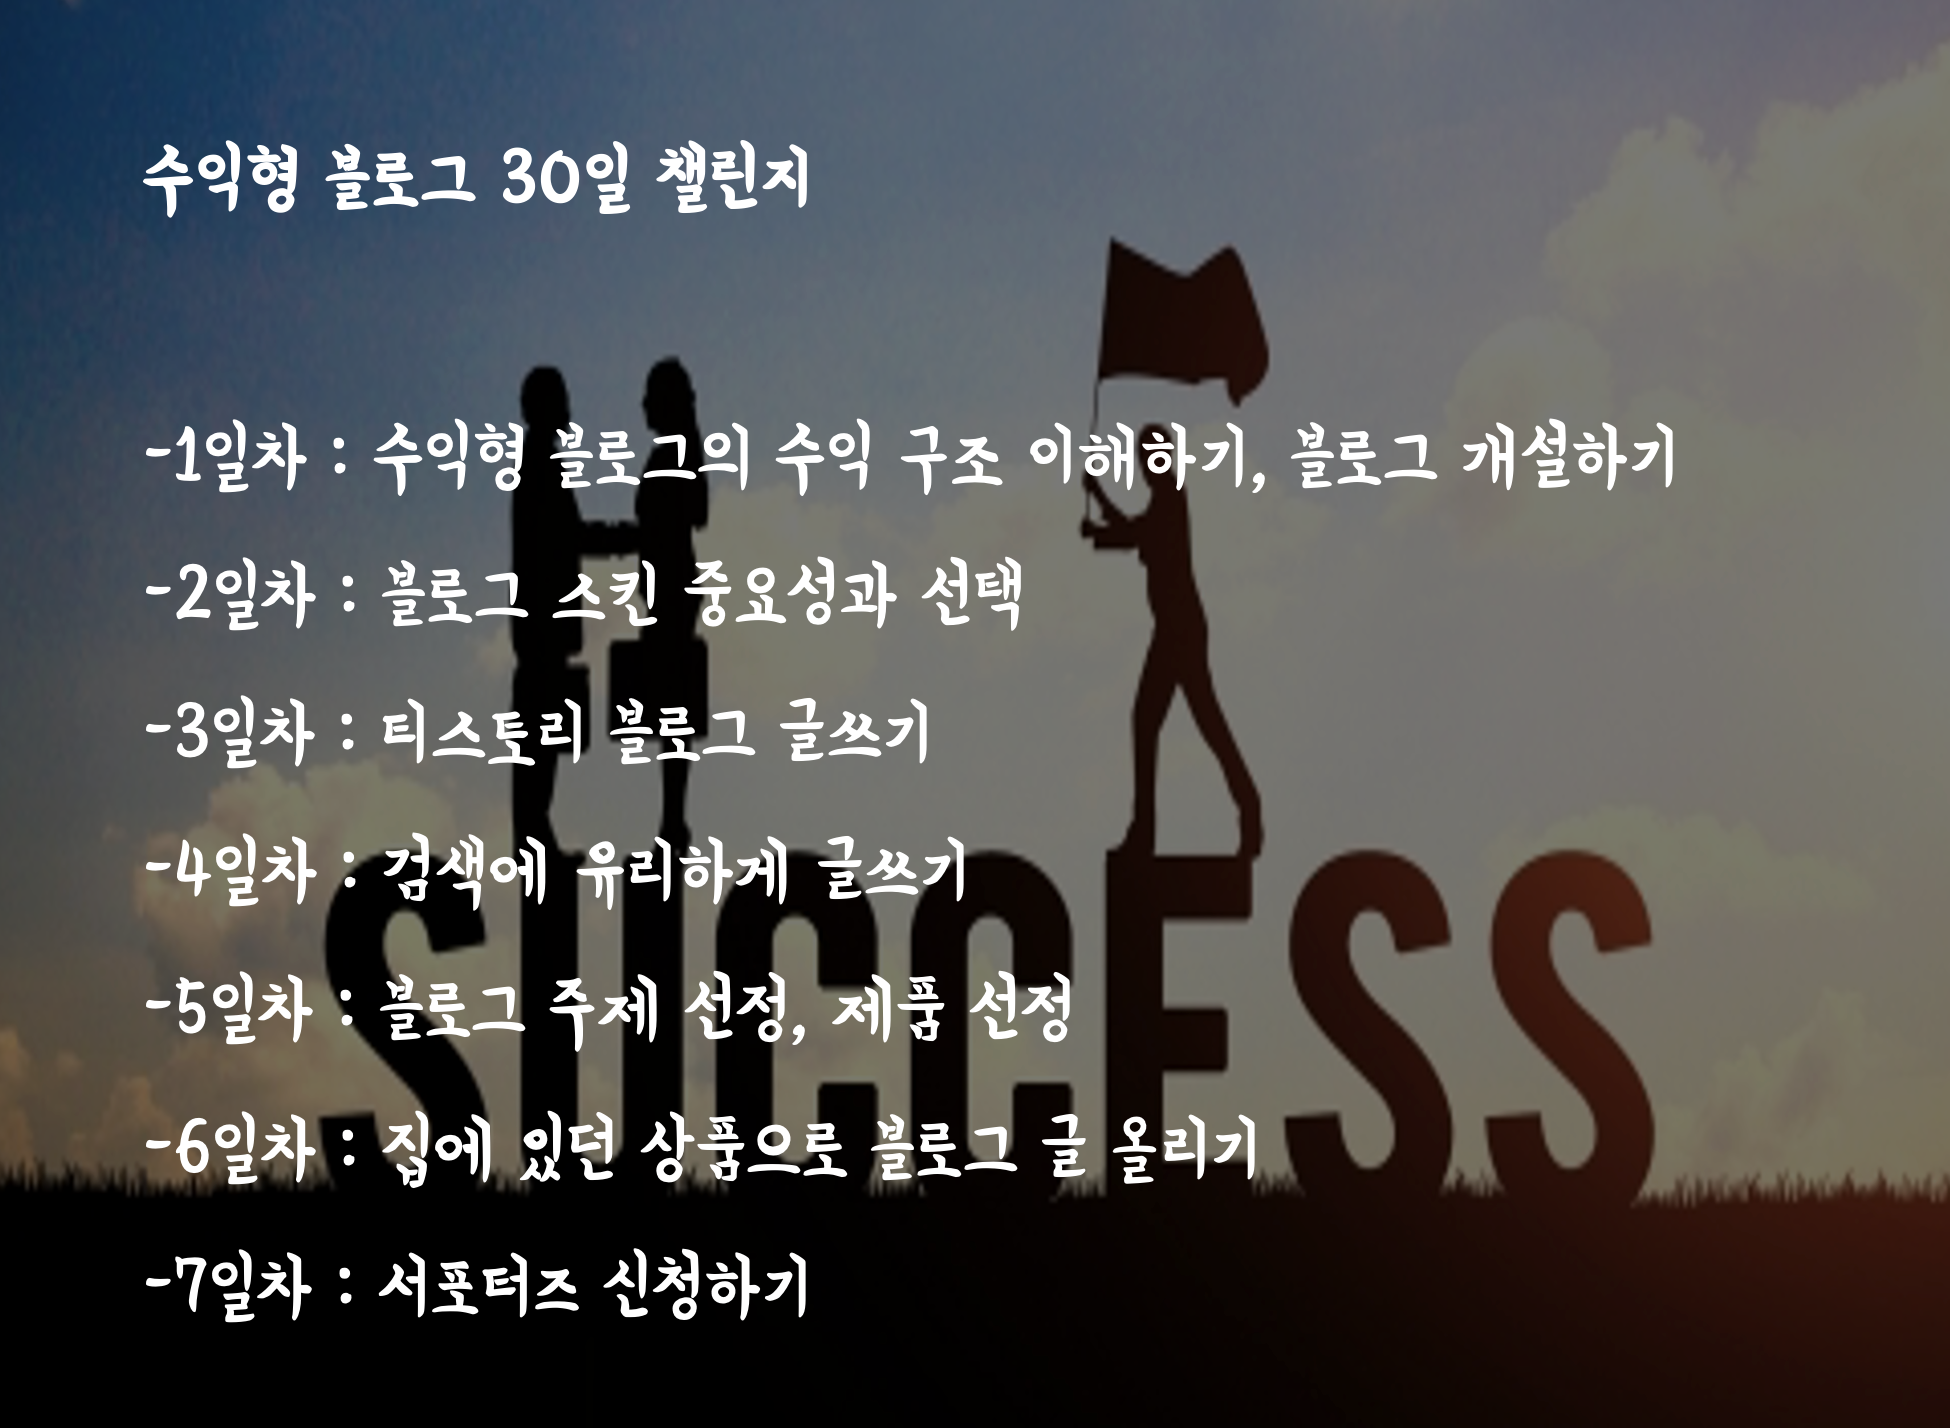 수익형 블로그 30일 챌린지
-1일차 : 수익형 블로그의 수익 구조 이해하기, 블로그 개설하기
-2일차 : 블로그 스킨 중요성과 선택
-3일차 : 티스토리 블로그 글쓰기
-4일차 : 검색에 유리하게 글쓰기
-5일차 : 블로그 주제 선정, 제품 선정
-6일차 : 집에 있던 상품으로 블로그 글 올리기
-7일차 : 서포터즈 신청하기
SUCCESS